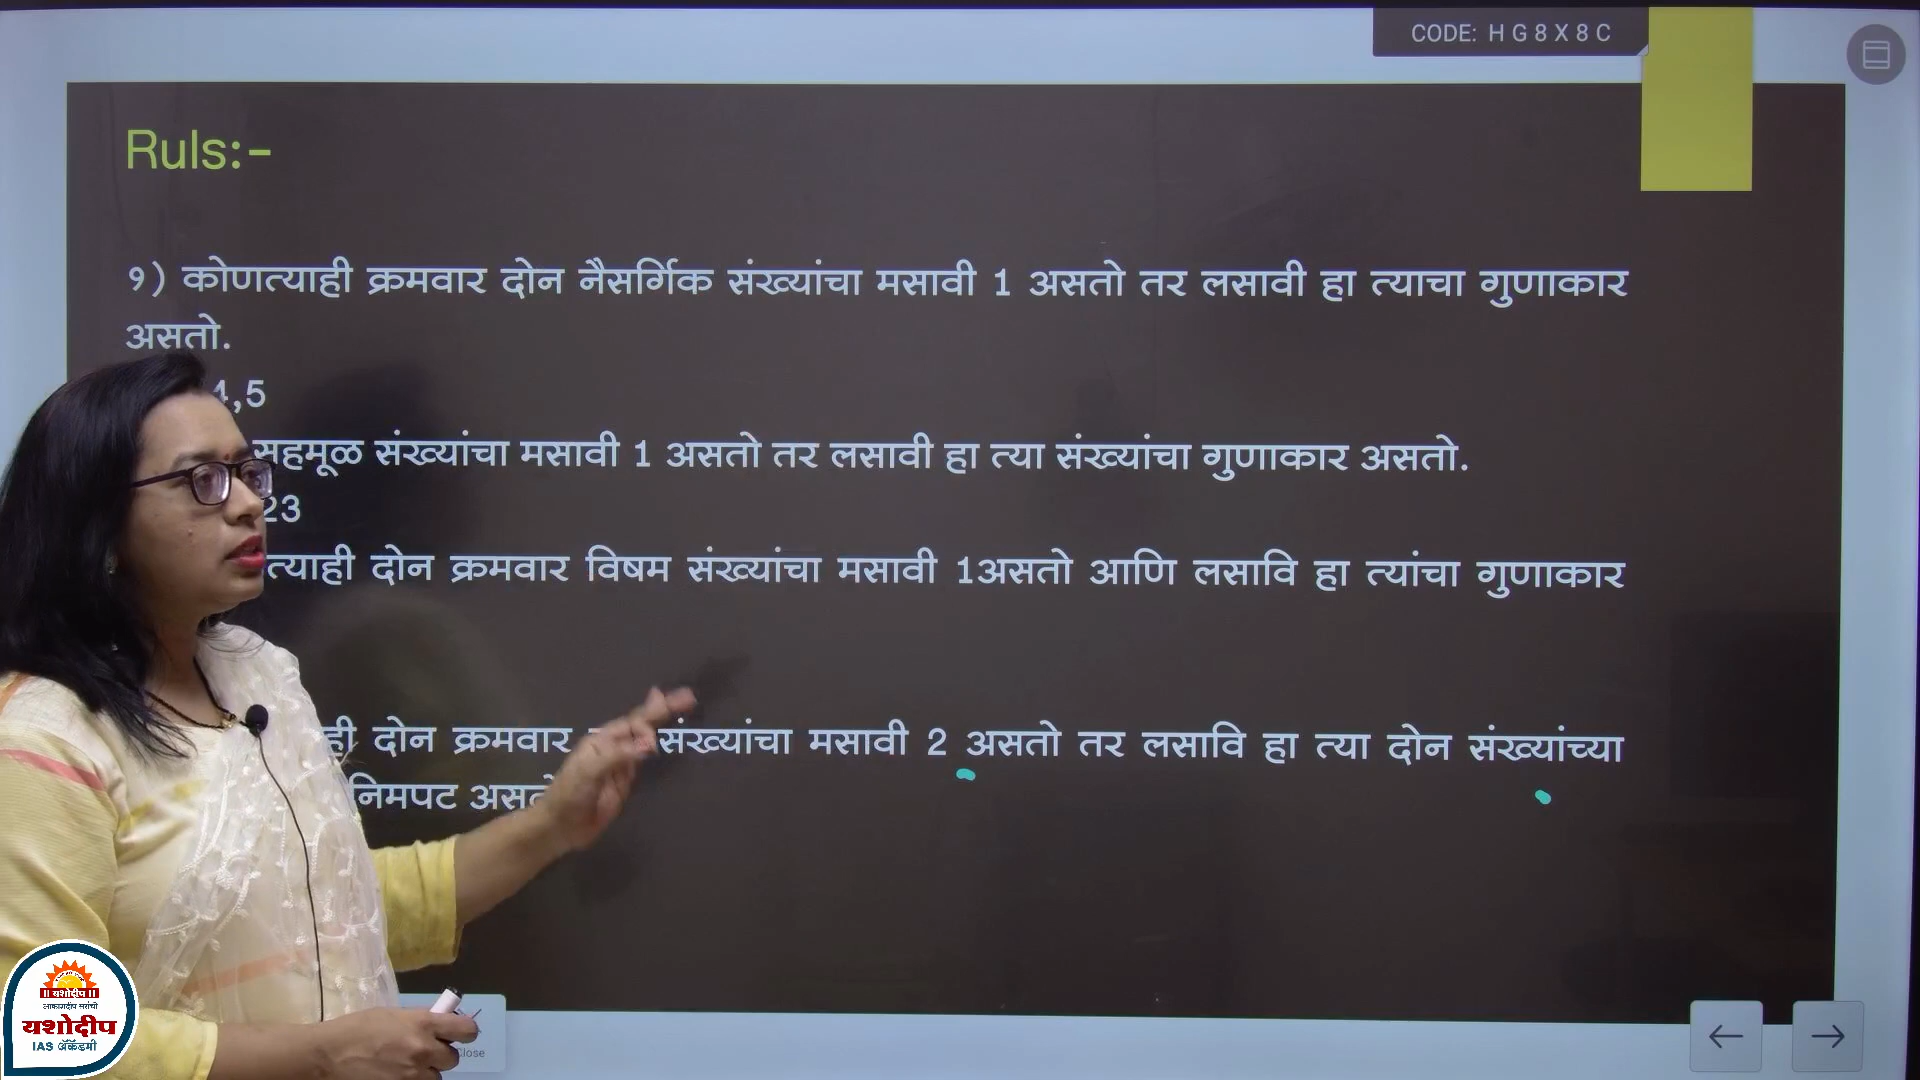 CODE: H G 8 X 8 C
Ruls:-
१) कोणत्याही क्रमवार दोन नैसर्गिक संख्यांचा मसावी 1 असतो तर लसावी हा त्याचा गुणाकार
असतो.
4,5
सहमूळ संख्यांचा मसावी 1 असतो तर लसावी हा त्या संख्यांचा गुणाकार असतो.
23
त्याही दोन क्रमवार विषम संख्यांचा मसावी 1असतो आणि लसावि हा त्यांचा गुणाकार
ही दोन क्रमवार संख्यांचा मसावी 2 असतो तर लसावि हा त्या दोन संख्यांच्या
निमपट
॥ यशोदीप ॥
यशोदीप
IAS ॲकॅडमी